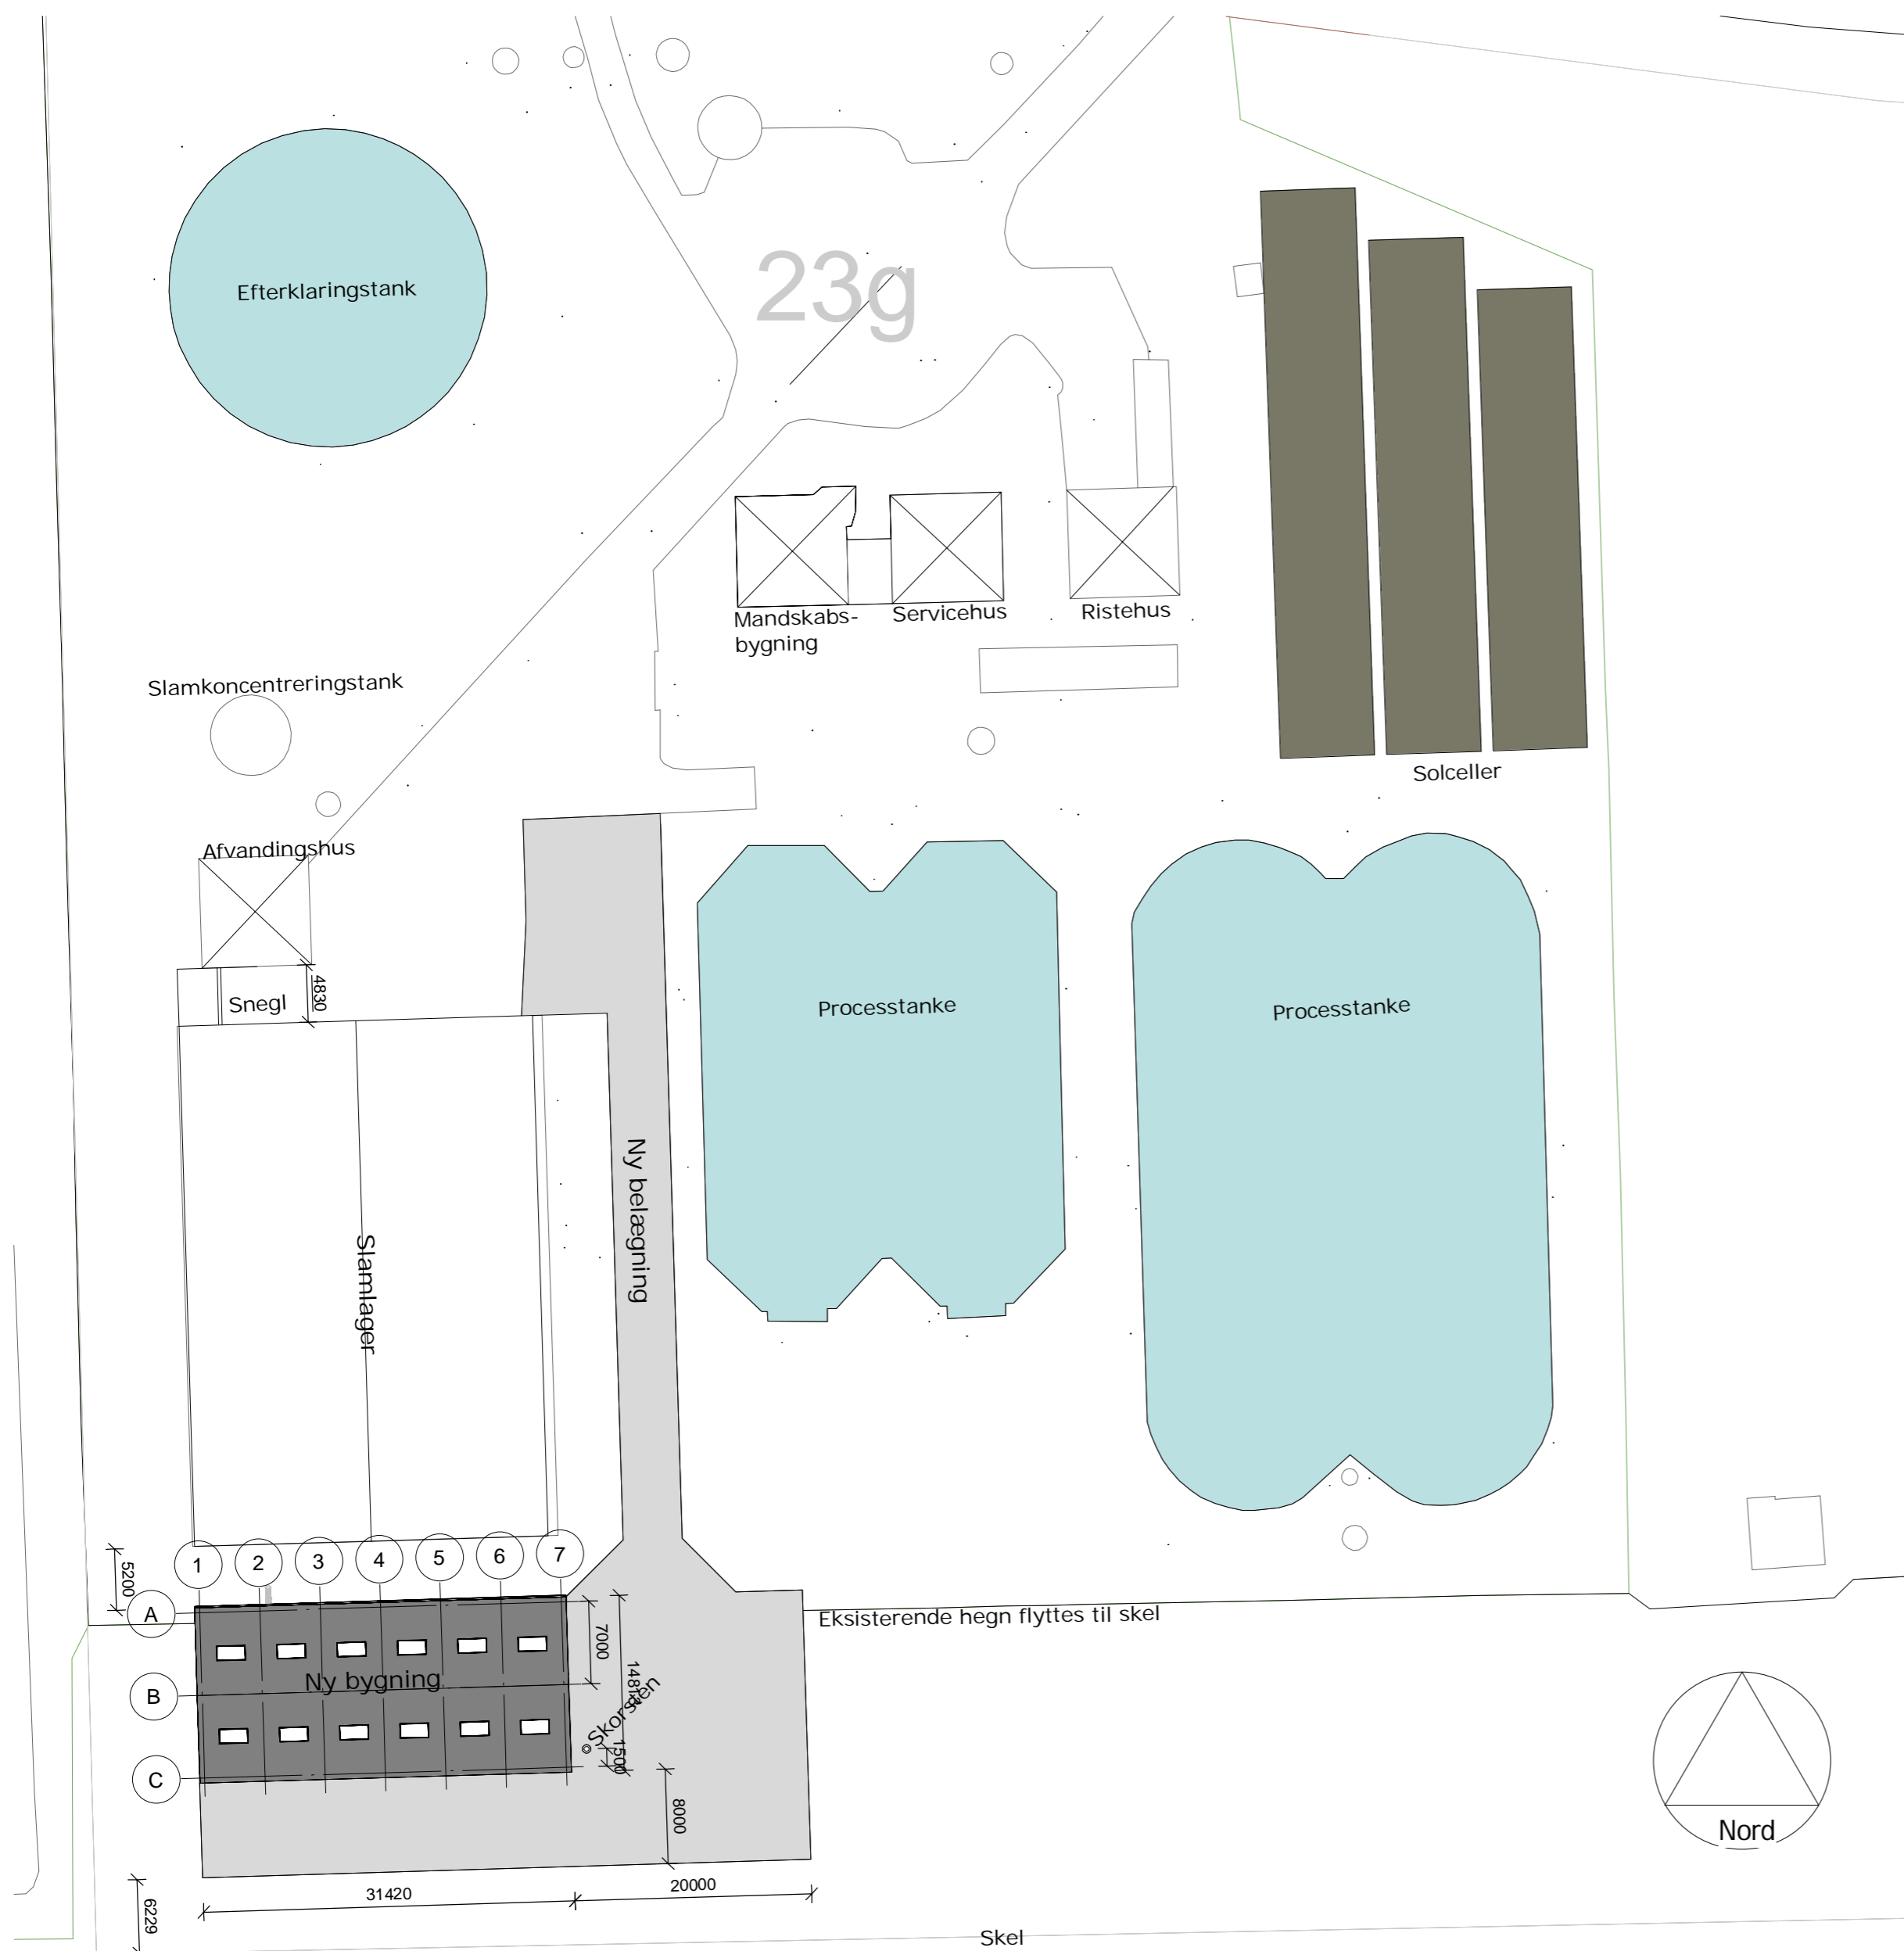 23g
Efterklaringstank
Mandskabs-
bygning
Servicehus
Ristehus
Slamkoncentreringstank
Solceller
Afvandingshus
Snegl
4830
Processtanke
Processtanke
Ny belægning
Slamlager
1
2
3
4
5
6
7
5200
A
B
C
Eksisterende hegn flyttes til skel
7000
Ny bygning
Skorsten
1500
8000
Nord
31420
20000
6229
Skel